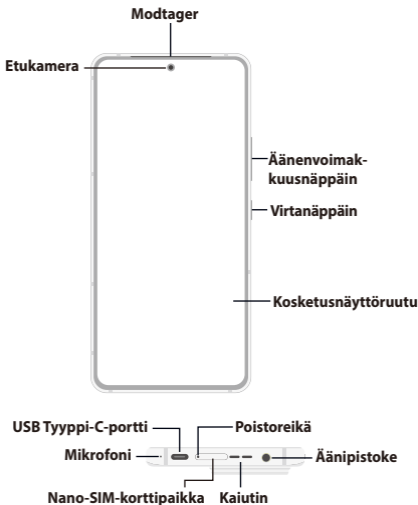 Modtager
Etukamera
Äänenvoimak-
kuusnäppäin
Virtanäppäin
Kosketusnäyttöruutu
USB Tyyppi-C-portti
Poistoreikä
Mikrofoni
Äänipistoke
Nano-SIM-korttipaikka
Kaiutin